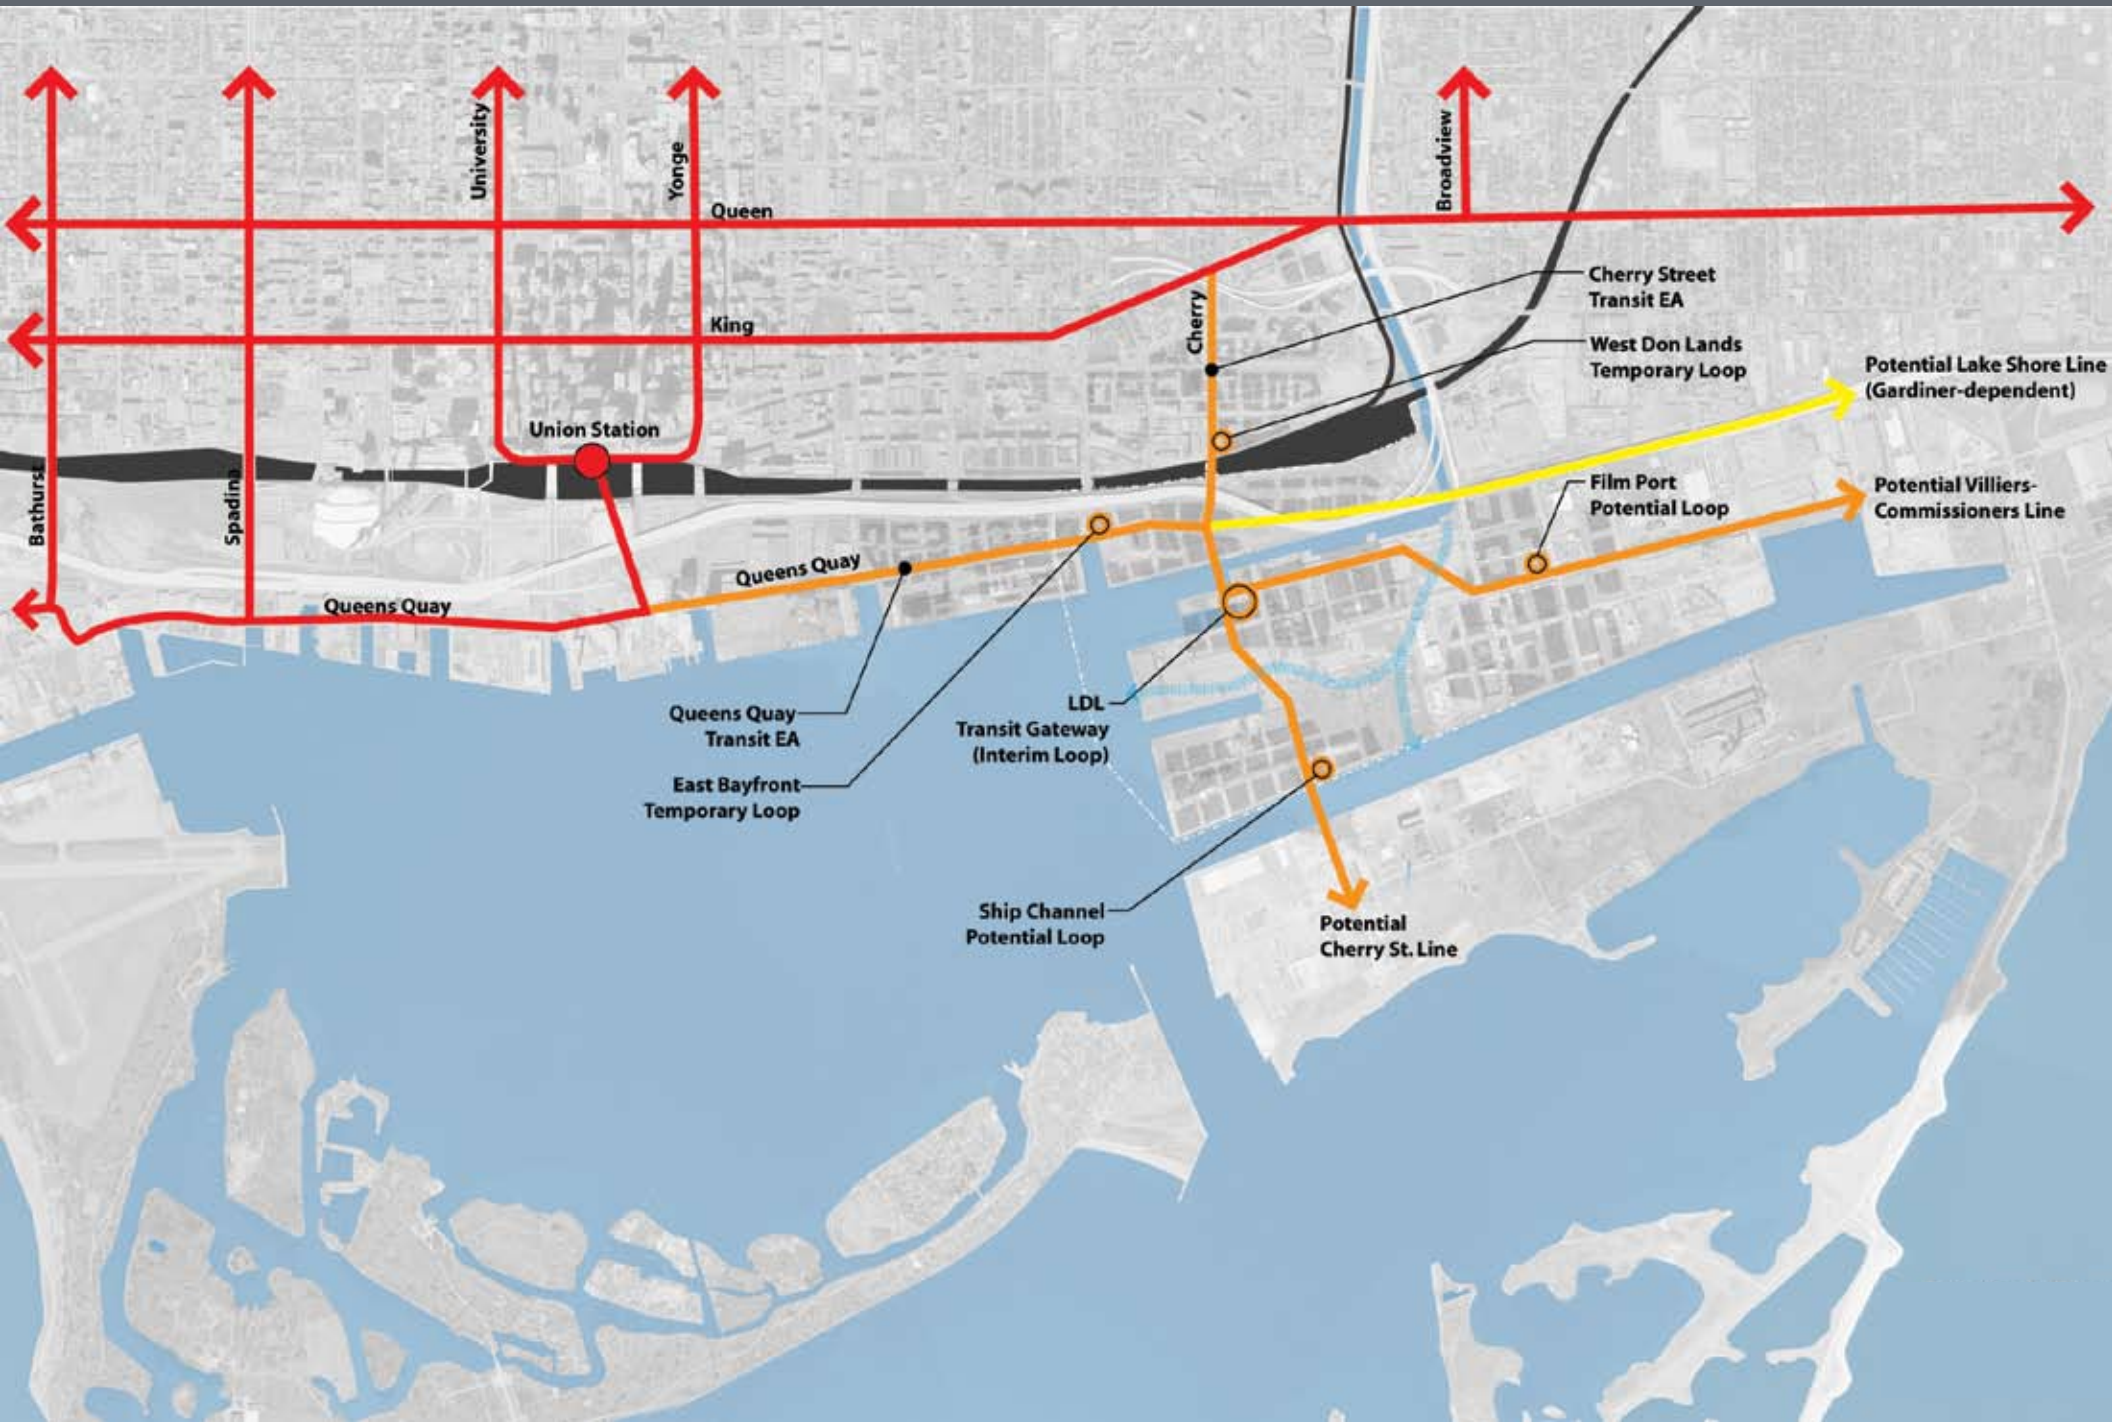 University
Yonge
Broadview
Queen
Cherry Street
Transit EA
Cherry
King
West Don Lands
Temporary Loop
Potential Lake Shore Line
(Gardiner-dependent)
Union Station
Bathurst
Spadina
Film Port
Potential Loop
Potential Villiers-
Commissioners Line
Queens Quay
Queens Quay
Queens Quay
Transit EA
LDL
Transit Gateway
(Interim Loop)
East Bayfront
Temporary Loop
Ship Channel
Potential Loop
Potential
Cherry St. Line